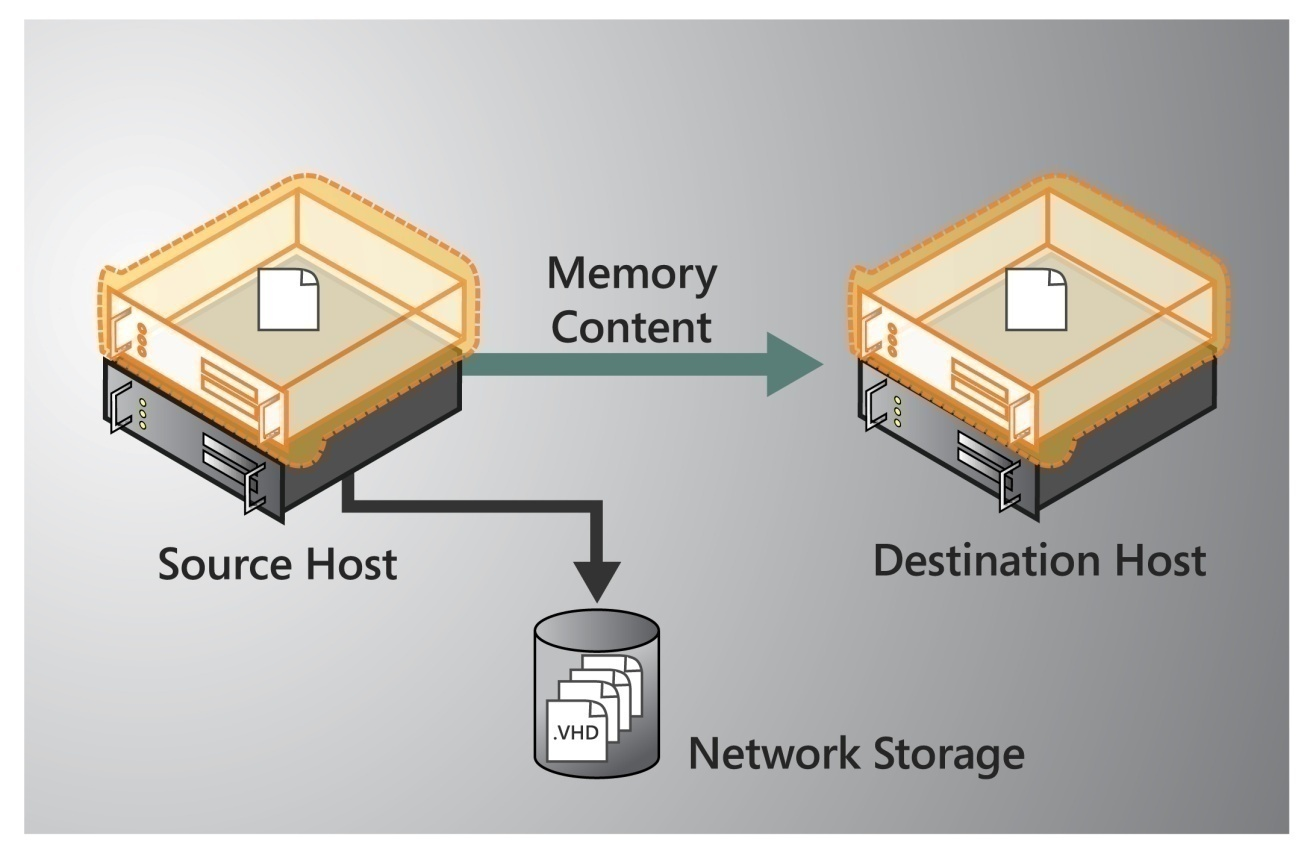 Memory
Content
Source Host
Destination Host
.VHD
Network Storage